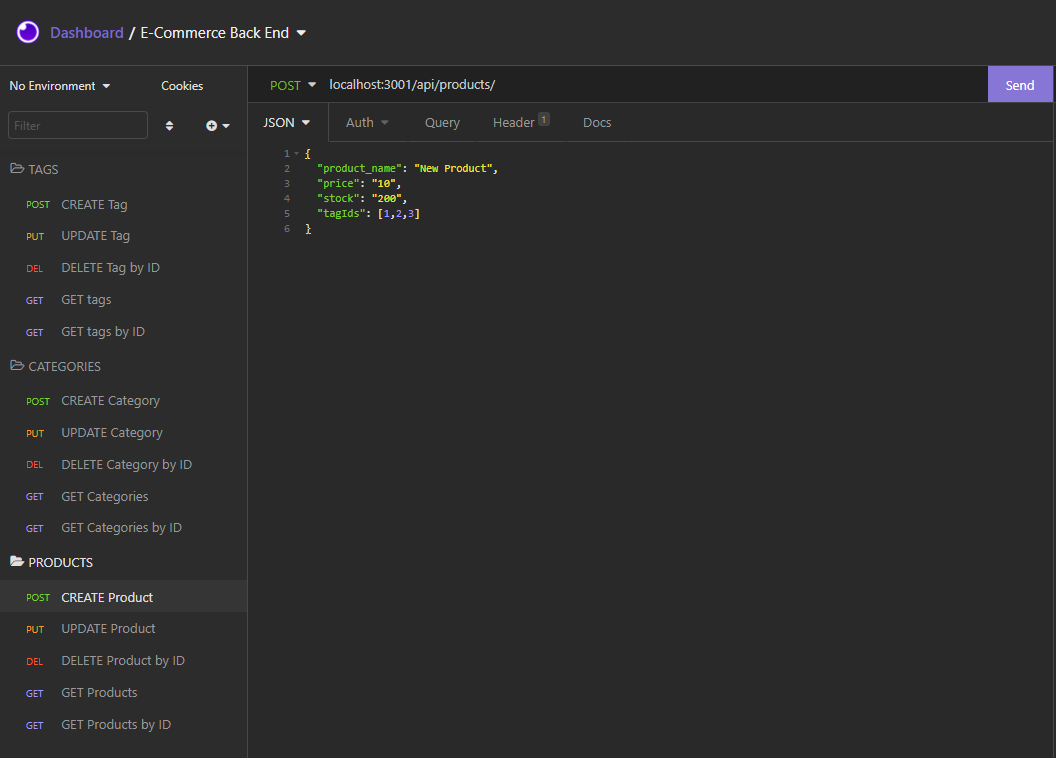 Dashboard / E-Commerce Back End
No Environment
Cookies
Filter
TAGS
POST CREATE Tag
PUT UPDATE Tag
DEL DELETE Tag by ID
GET GET tags
GET GET tags by ID
CATEGORIES
POST CREATE Category
PUT UPDATE Category
DEL DELETE Category by ID
GET GET Categories
GET GET Categories by ID
PRODUCTS
POST CREATE Product
PUT UPDATE Product
DEL DELETE Product by ID
GET GET Products
GET GET Products by ID
POST localhost:3001/api/products/ Send
JSON Auth Query Header 1 Docs
1 {
2 "product_name": "New Product",
3 "price": "10",
4 "stock": "200",
5 "tagIds": [1,2,3]
6 }